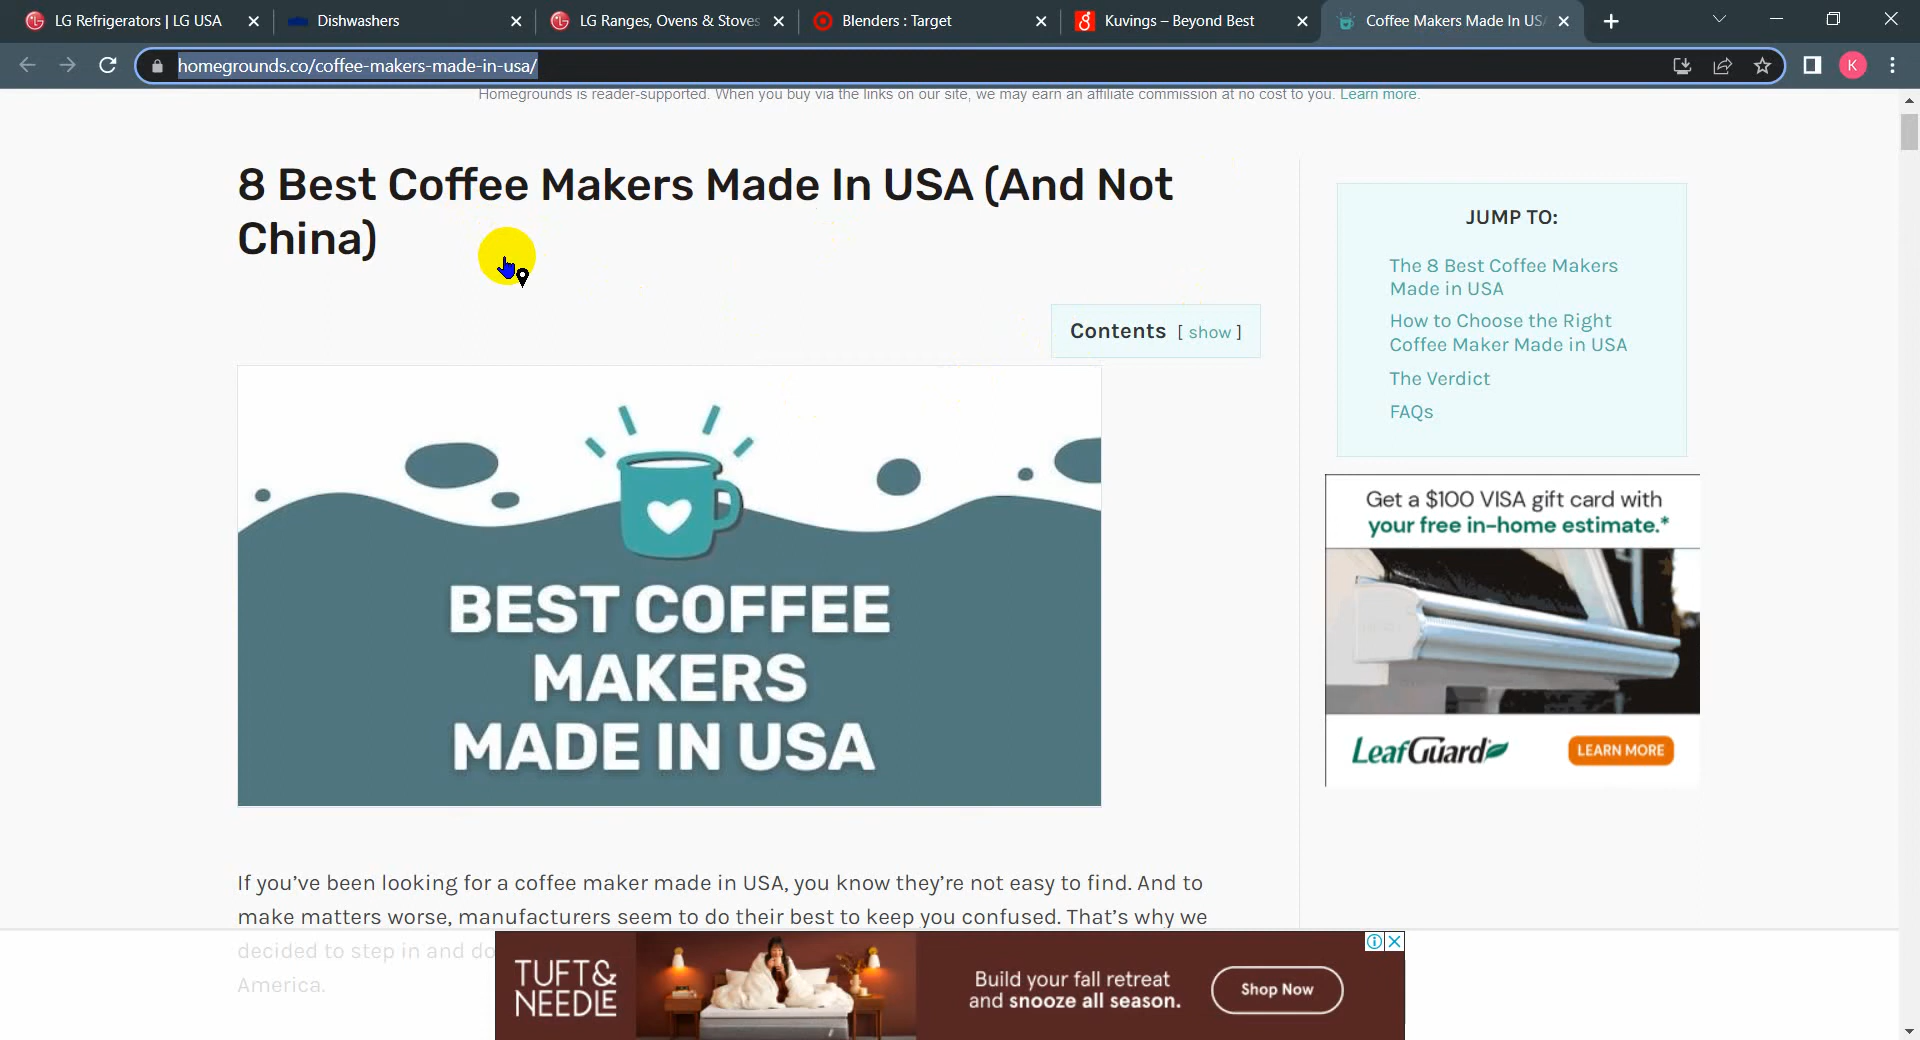 LG Refrigerators | LG USA
Dishwashers
LG Ranges, Ovens & Stoves
Blenders : Target
Kuvings – Beyond Best
Coffee Makers Made In USA
homegrounds.co/coffee-makers-made-in-usa/
K
Homegrounds is reader-supported. When you buy via the links on our site, we may earn an affiliate commission at no cost to you. Learn more.
8 Best Coffee Makers Made In USA (And Not
China)
Contents [ show ]
BEST COFFEE
MAKERS
MADE IN USA
If you’ve been looking for a coffee maker made in USA, you know they’re not easy to find. And to
make matters worse, manufacturers seem to do their best to keep you confused. That’s why we
decided to step in and do
America.
JUMP TO:
The 8 Best Coffee Makers
Made in USA
How to Choose the Right
Coffee Maker Made in USA
The Verdict
FAQs
Get a $100 VISA gift card with
your free in-home estimate.*
LeafGuard
LEARN MORE
TUFT&
NEEDLE
Build your fall retreat
and snooze all season.
Shop Now